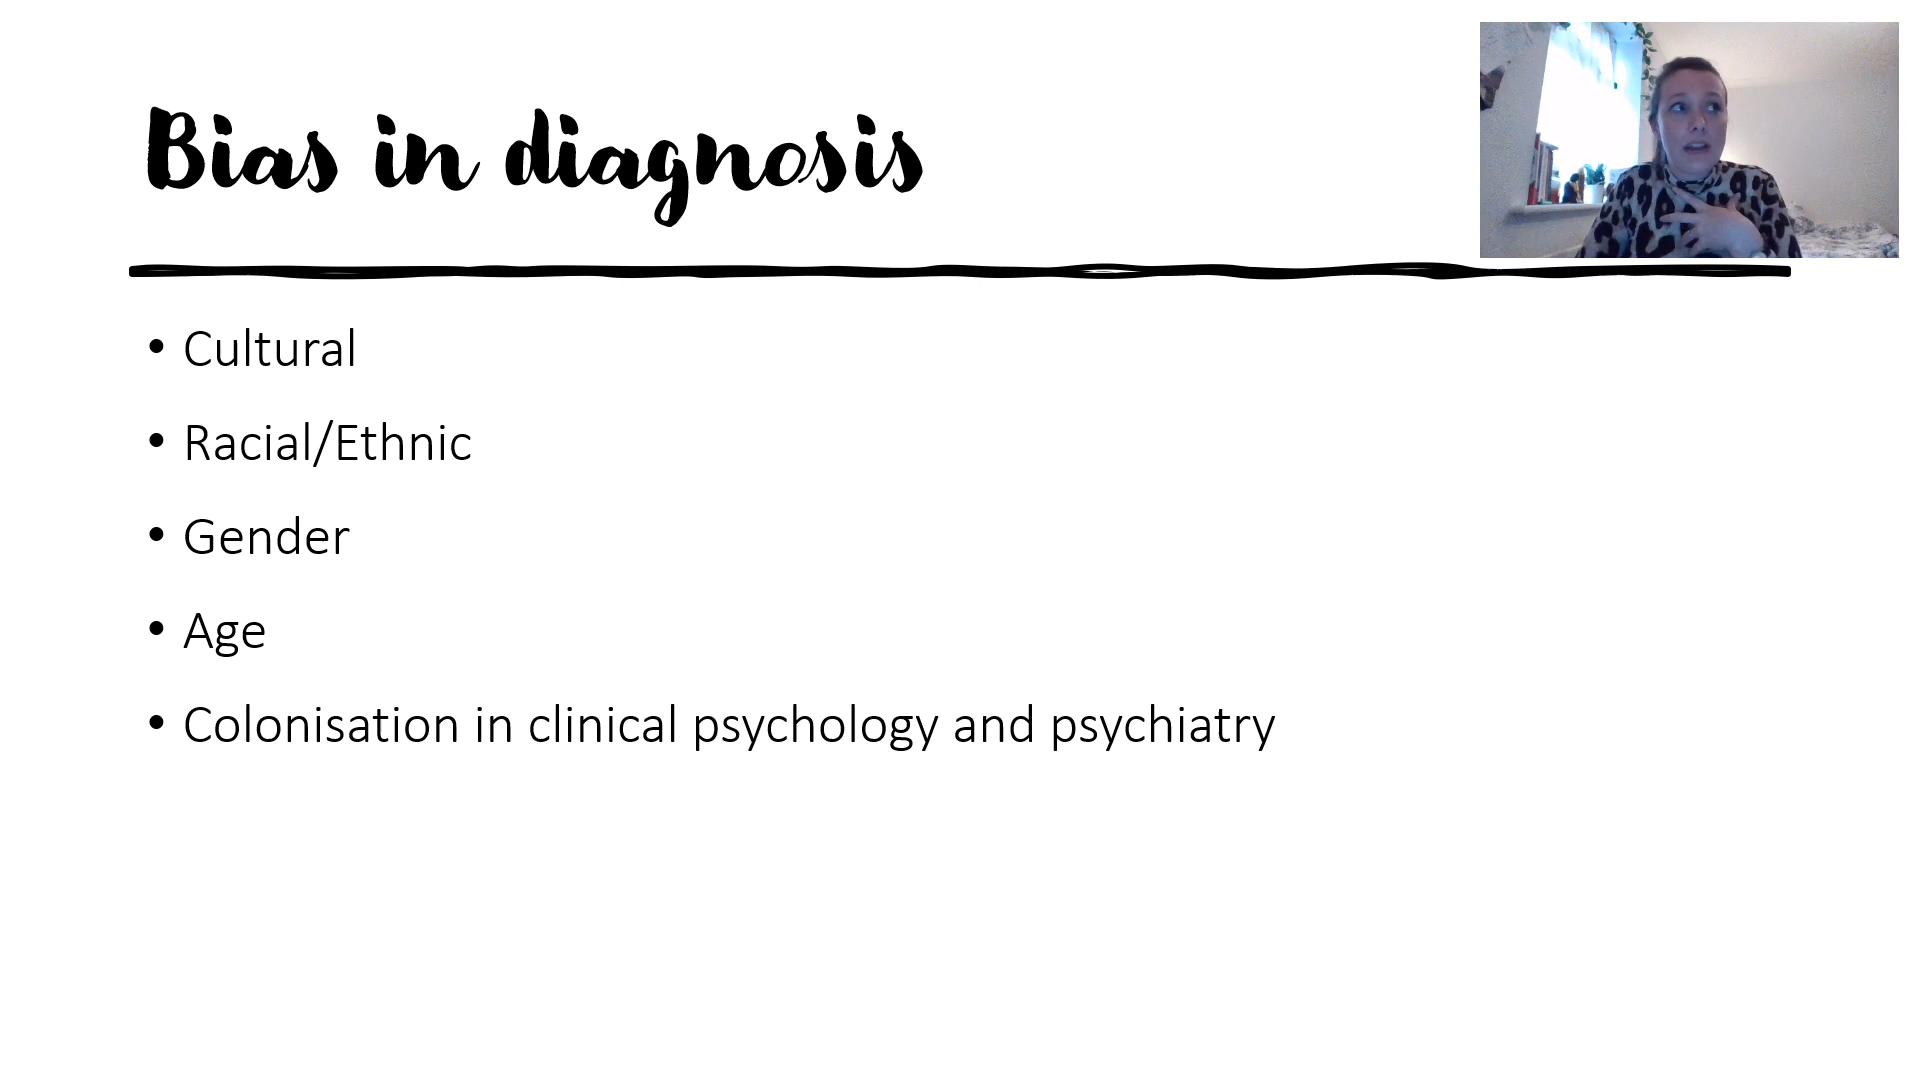 Bias in diagnosis
• Cultural
• Racial/Ethnic
• Gender
• Age
• Colonisation in clinical psychology and psychiatry